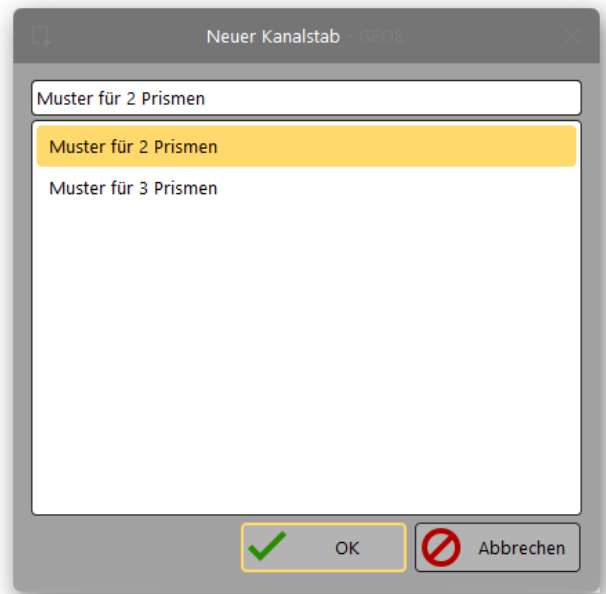 Neuer Kanalstab - GEO8
Muster für 2 Prismen
Muster für 2 Prismen
Muster für 3 Prismen
OK
Abbrechen